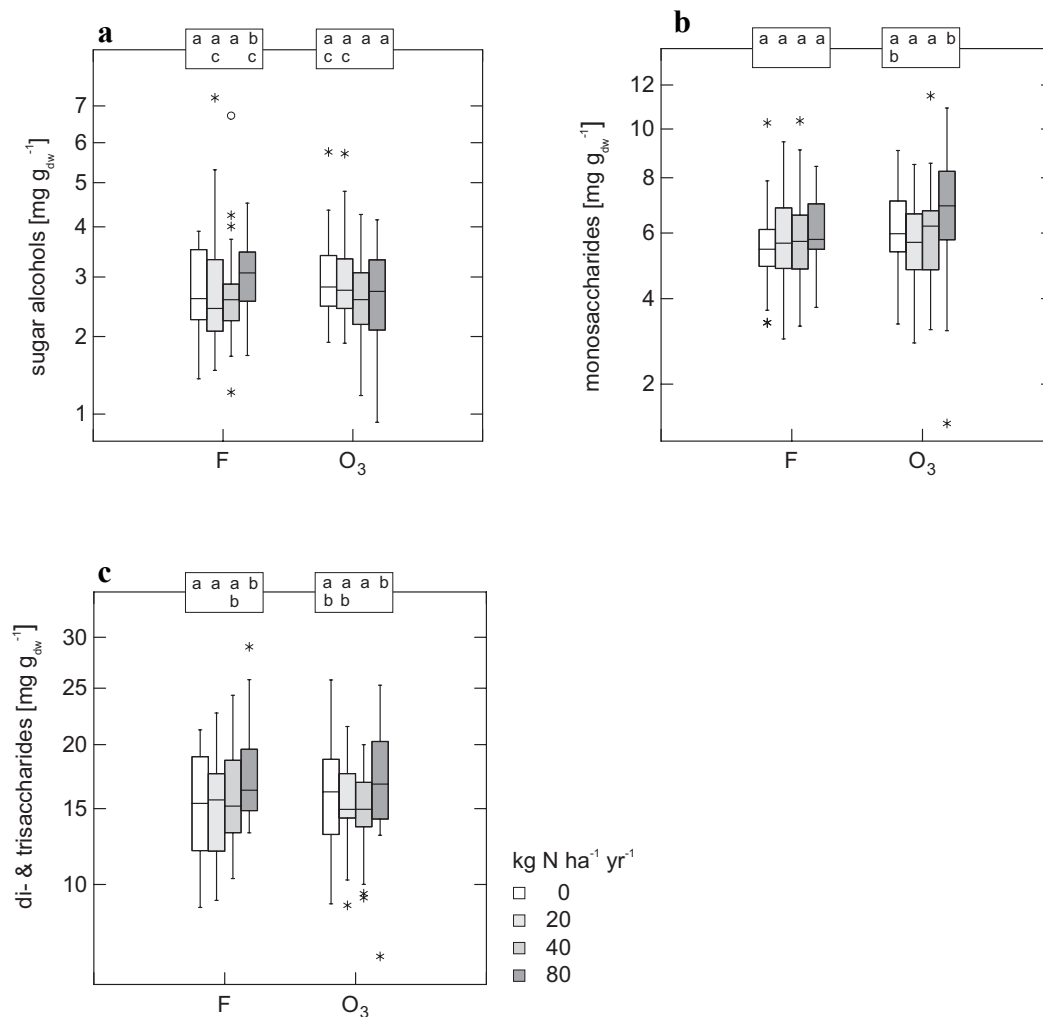 a
a a a b
c c
a a a a
c c
7
6
5
4
3
2
1
sugar alcohols [mg g_dw^-1]
F
O₃
b
a a a a
a a a b
b
12
10
8
6
4
2
monosaccharides [mg g_dw^-1]
F
O₃
c
a a a b
b
a a a b
b b
30
25
20
15
10
di- & trisaccharides [mg g_dw^-1]
F
O₃
kg N ha⁻¹ yr⁻¹
0
20
40
80